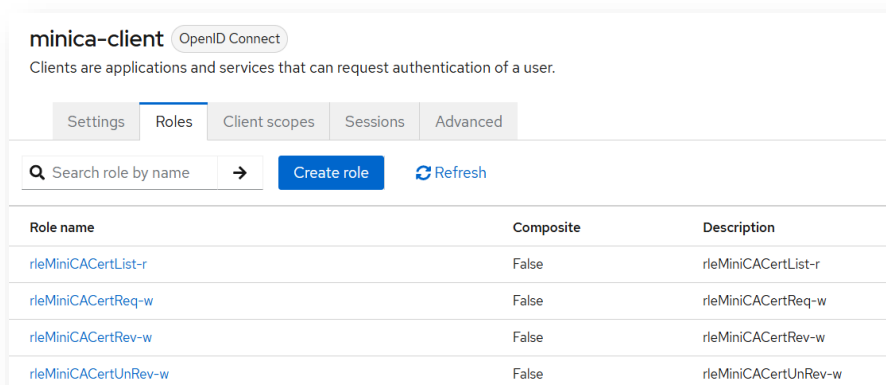 minica-client OpenID Connect
Clients are applications and services that can request authentication of a user.
Settings Roles Client scopes Sessions Advanced
Search role by name Create role Refresh
Role name Composite Description
rleMiniCACertList-r False rleMiniCACertList-r
rleMiniCACertReq-w False rleMiniCACertReq-w
rleMiniCACertRev-w False rleMiniCACertRev-w
rleMiniCACertUnRev-w False rleMiniCACertUnRev-w